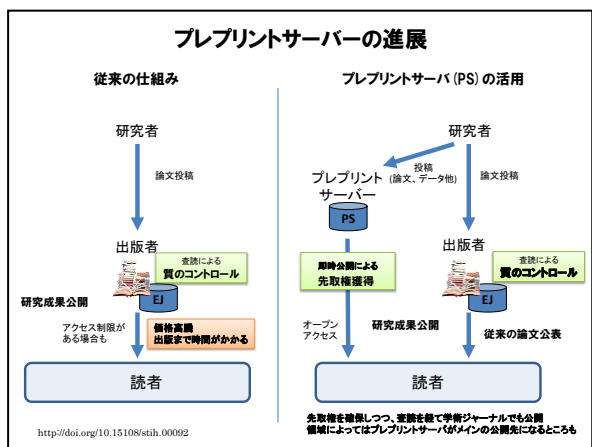 プレプリントサーバーの進展
従来の仕組み
研究者
論文投稿
出版者
査読による
質のコントロール
EJ
研究成果公開
アクセス制限が
ある場合も
価格高騰
出版まで時間がかかる
読者
http://doi.org/10.15108/stih.00092
プレプリントサーバ(PS)の活用
研究者
投稿
(論文、データ他)
論文投稿
プレプリント
サーバー
PS
出版者
即時公開による
先取権獲得
査読による
質のコントロール
EJ
オープン
アクセス
研究成果公開
従来の論文公表
読者
先取権を確保しつつ、査読を経て学術ジャーナルでも公開
領域によってはプレプリントサーバがメインの公開先になるところも